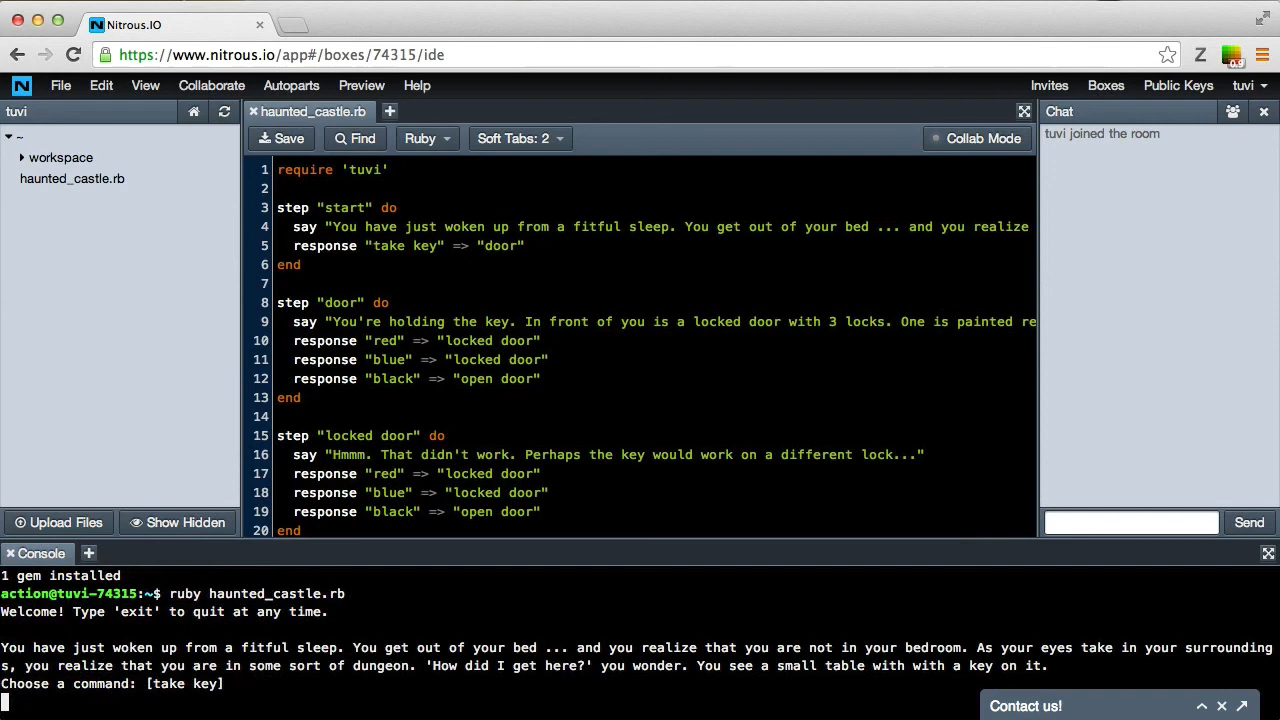 Nitrous.IO
https://www.nitrous.io/app#/boxes/74315/ide
Z
0.9
N File Edit View Collaborate Autoparts Preview Help Invites Boxes Public Keys tuvi
tuvi
haunted_castle.rb
Chat
Save Find Ruby Soft Tabs: 2 Collab Mode
tuvi joined the room
~
workspace
haunted_castle.rb
1 require 'tuvi'
2
3 step "start" do
4 say "You have just woken up from a fitful sleep. You get out of your bed ... and you realize
5 response "take key" => "door"
6 end
7
8 step "door" do
9 say "You're holding the key. In front of you is a locked door with 3 locks. One is painted re
10 response "red" => "locked door"
11 response "blue" => "locked door"
12 response "black" => "open door"
13 end
14
15 step "locked door" do
16 say "Hmmm. That didn't work. Perhaps the key would work on a different lock..."
17 response "red" => "locked door"
18 response "blue" => "locked door"
19 response "black" => "open door"
20 end
Upload Files Show Hidden
Send
Console
1 gem installed
action@tuvi-74315:~$ ruby haunted_castle.rb
Welcome! Type 'exit' to quit at any time.
You have just woken up from a fitful sleep. You get out of your bed ... and you realize that you are not in your bedroom. As your eyes take in your surrounding
s, you realize that you are in some sort of dungeon. 'How did I get here?' you wonder. You see a small table with with a key on it.
Choose a command: [take key]
Contact us!